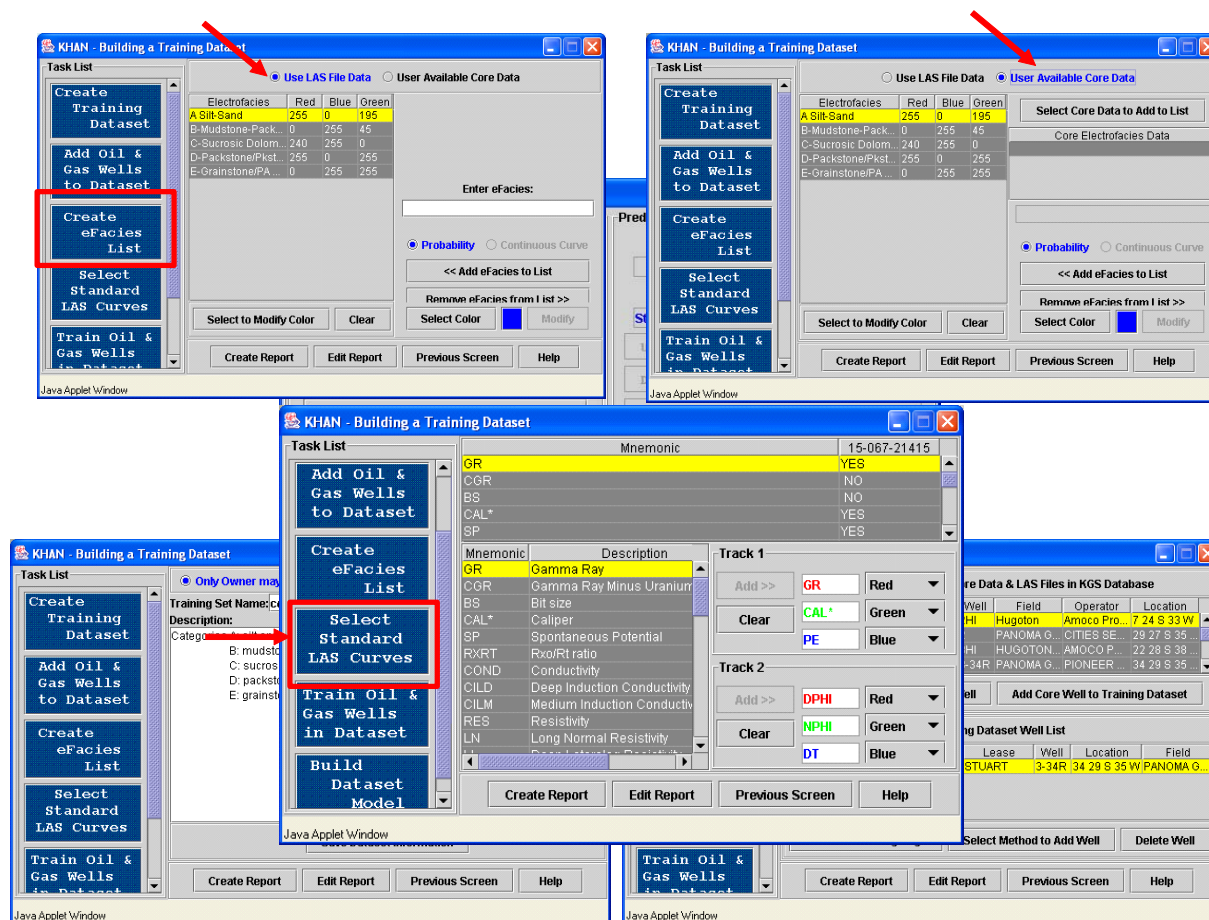 KHAN - Building a Training Dataset
Task List
Create
Training
Dataset
Add Oil &
Gas Wells
to Dataset
Create
eFacies
List
Select
Standard
LAS Curves
Train Oil &
Gas Wells
in Dataset
Use LAS File Data User Available Core Data
Electrofacies Red Blue Green
A Silt-Sand 255 0 195
B-Mudstone-Pack... 0 255 45
C-Sucrosic Dolom... 240 255 0
D-Packstone/Pkst... 255 0 255
E-Grainstone/PA ... 0 255 255
Enter eFacies:
Probability Continuous Curve
<< Add eFacies to List
Remove eFacies from List >>
Select to Modify Color Clear Select Color Modify
Create Report Edit Report Previous Screen Help
Java Applet Window
KHAN - Building a Training Dataset
Task List
Create
Training
Dataset
Add Oil &
Gas Wells
to Dataset
Create
eFacies
List
Select
Standard
LAS Curves
Train Oil &
Gas Wells
in Dataset
Use LAS File Data User Available Core Data
Electrofacies Red Blue Green
A Silt-Sand 255 0 195
B-Mudstone-Pack... 0 255 45
C-Sucrosic Dolom... 240 255 0
D-Packstone/Pkst... 255 0 255
E-Grainstone/PA ... 0 255 255
Select Core Data to Add to List
Core Electrofacies Data
Probability Continuous Curve
<< Add eFacies to List
Remove eFacies from List >>
Select to Modify Color Clear Select Color Modify
Create Report Edit Report Previous Screen Help
Java Applet Window
Pred
KHAN - Building a Training Dataset
Task List
Add Oil &
Gas Wells
to Dataset
Create
eFacies
List
Select
Standard
LAS Curves
Train Oil &
Gas Wells
in Dataset
Build
Dataset
Model
Mnemonic 15-067-21415
GR YES
CGR NO
BS NO
CAL* YES
SP YES
Mnemonic Description
GR Gamma Ray
CGR Gamma Ray Minus Uranium
BS Bit size
CAL* Caliper
SP Spontaneous Potential
RXRT Rxo/Rt ratio
COND Conductivity
CILD Deep Induction Conductivity
CILM Medium Induction Conductiv
RES Resistivity
LN Long Normal Resistivity
Track 1
Add >> GR Red
Clear CAL* Green
PE Blue
Track 2
Add >> DPHI Red
Clear NPHI Green
DT Blue
Create Report Edit Report Previous Screen Help
Java Applet Window
KHAN - Building a Training Dataset
Task List
Create
Training
Dataset
Add Oil &
Gas Wells
to Dataset
Create
eFacies
List
Select
Standard
LAS Curves
Train Oil &
Gas Wells
in Dataset
Only Owner may
Training Set Name:
Description:
B: mudsto
C: sucros
D: packsto
E: grainst
Create Report Edit Report Previous Screen Help
Java Applet Window
re Data & LAS Files in KGS Database
Well Field Operator Location
HI Hugoton Amoco Pro... 7 24 S 33 W
PANOMA G... CITIES SE... 29 27 S 35 ...
HI HUGOTON... AMOCO P... 22 28 S 38 ...
-34R PANOMA G... PIONEER ... 34 29 S 35 ...
ell Add Core Well to Training Dataset
ng Dataset Well List
Lease Well Location Field
STUART 3-34R 34 29 S 35 W PANOMA G...
Select Method to Add Well Delete Well
Train Oil &
Gas Wells
in Dataset
Create Report Edit Report Previous Screen Help
Java Applet Window